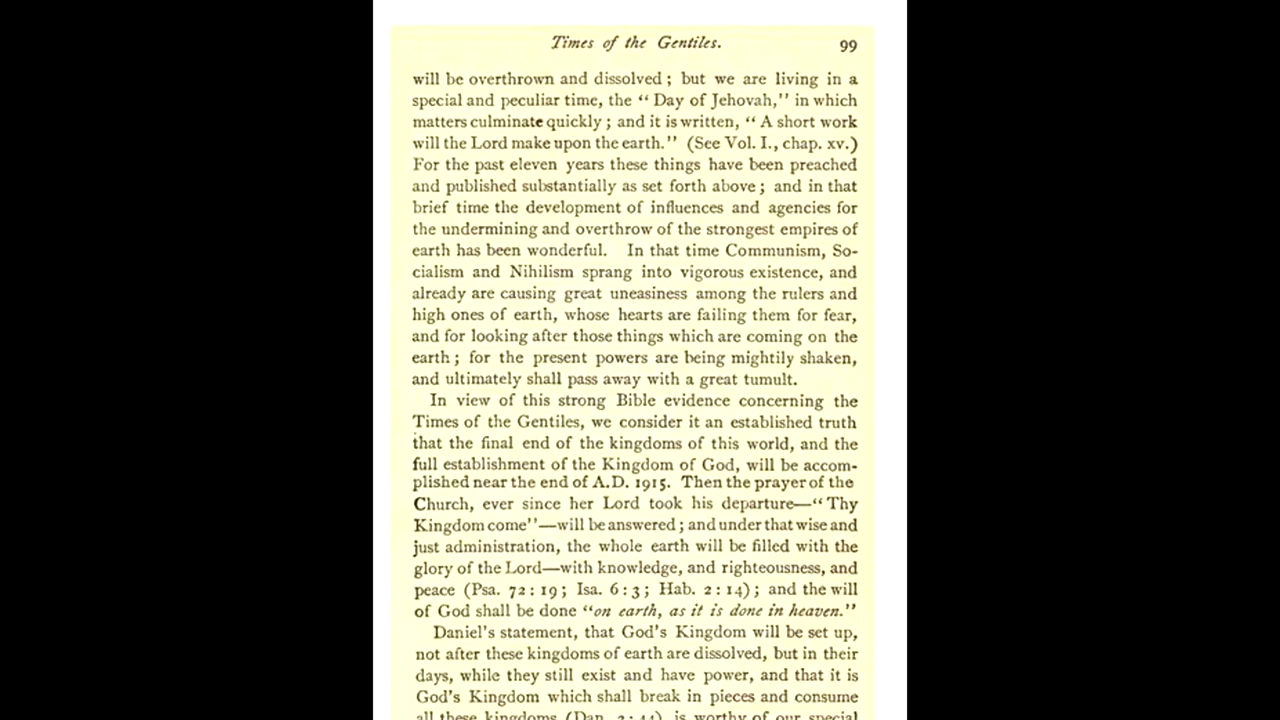 Times of the Gentiles. 99
will be overthrown and dissolved; but we are living in a
special and peculiar time, the “Day of Jehovah,” in which
matters culminate quickly; and it is written, “A short work
will the Lord make upon the earth.” (See Vol. I., chap. xv.)
For the past eleven years these things have been preached
and published substantially as set forth above; and in that
brief time the development of influences and agencies for
the undermining and overthrow of the strongest empires of
earth has been wonderful. In that time Communism, So-
cialism and Nihilism sprang into vigorous existence, and
already are causing great uneasiness among the rulers and
high ones of earth, whose hearts are failing them for fear,
and for looking after those things which are coming on the
earth; for the present powers are being mightily shaken,
and ultimately shall pass away with a great tumult.
In view of this strong Bible evidence concerning the
Times of the Gentiles, we consider it an established truth
that the final end of the kingdoms of this world, and the
full establishment of the Kingdom of God, will be accom-
plished near the end of A.D. 1915. Then the prayer of the
Church, ever since her Lord took his departure—“Thy
Kingdom come”—will be answered; and under that wise and
just administration, the whole earth will be filled with the
glory of the Lord—with knowledge, and righteousness, and
peace (Psa. 72:19; Isa. 6:3; Hab. 2:14); and the will
of God shall be done “on earth, as it is done in heaven.”
Daniel's statement, that God's Kingdom will be set up,
not after these kingdoms of earth are dissolved, but in their
days, while they still exist and have power, and that it is
God's Kingdom which shall break in pieces and consume
all these kingdoms (Dan. 2:44), is worthy of our special